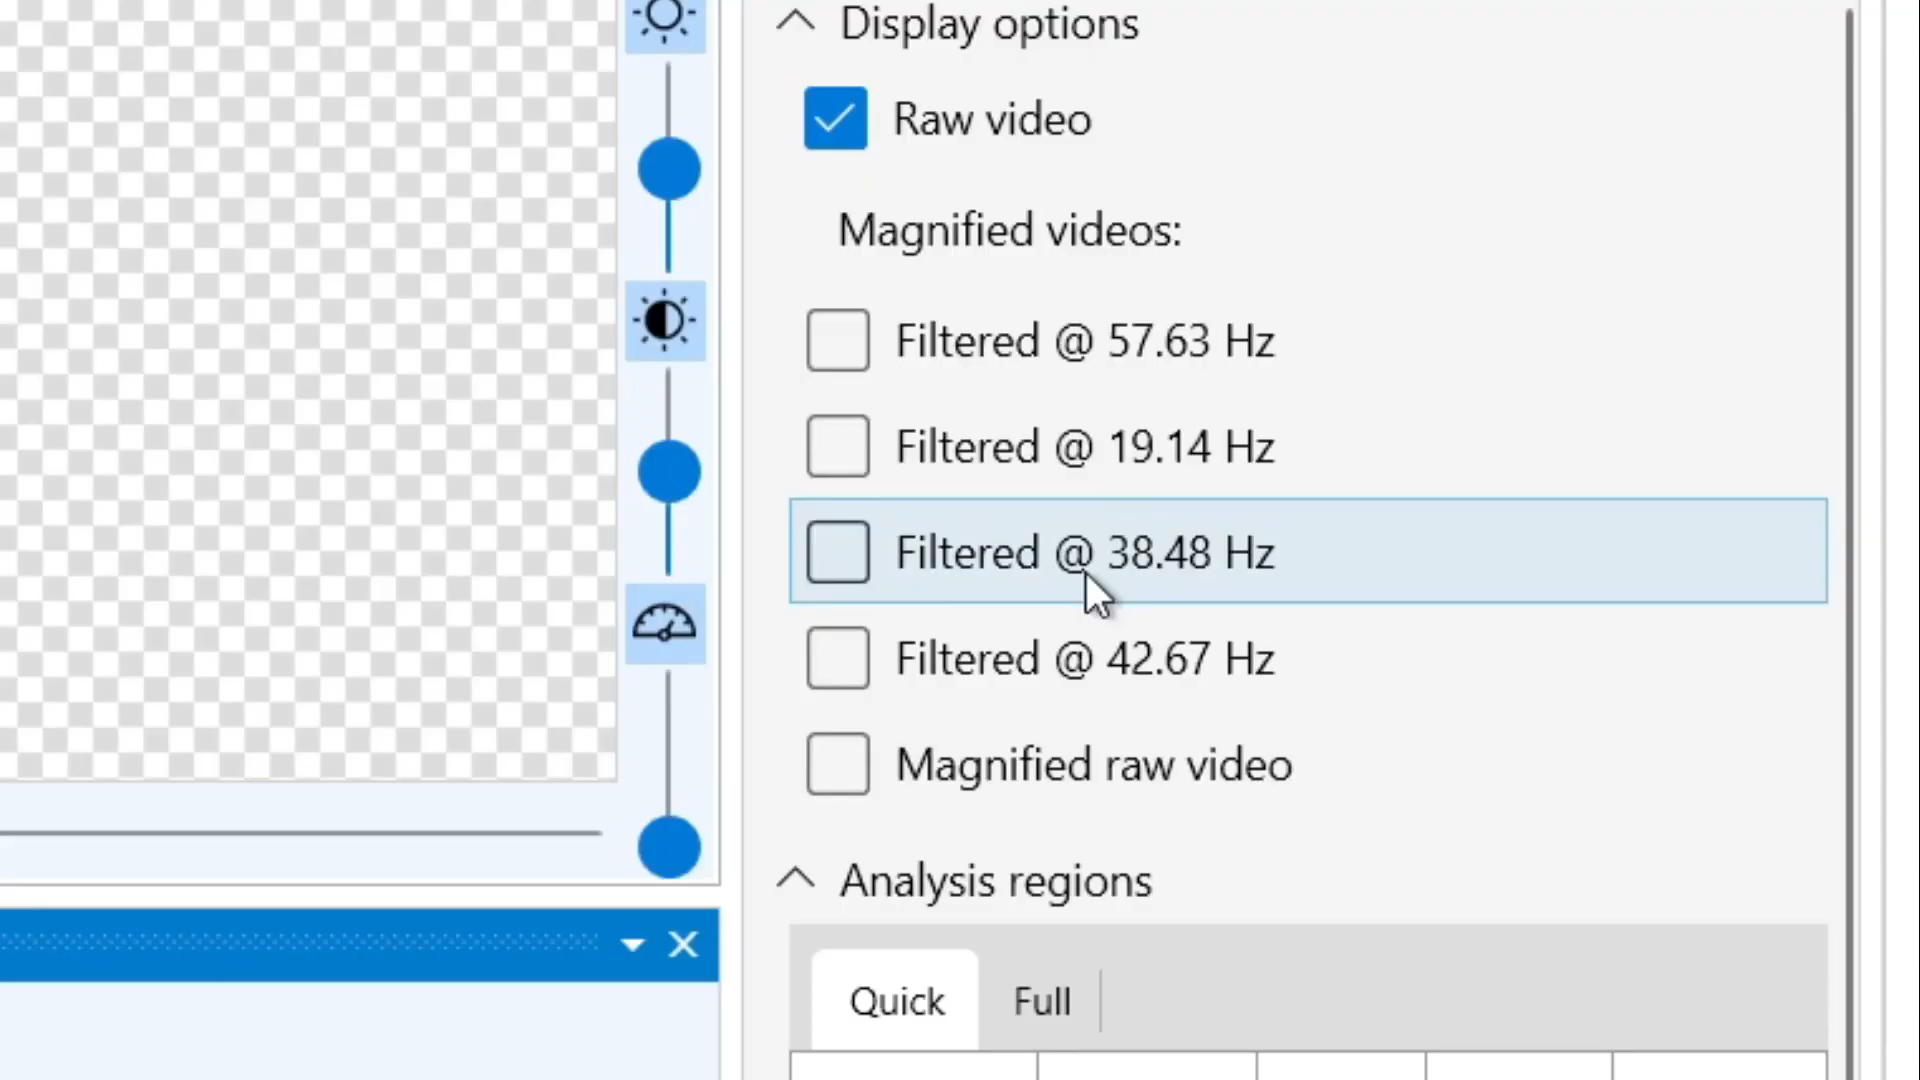 Display options
Raw video
Magnified videos:
Filtered @ 57.63 Hz
Filtered @ 19.14 Hz
Filtered @ 38.48 Hz
Filtered @ 42.67 Hz
Magnified raw video
Analysis regions
Quick
Full